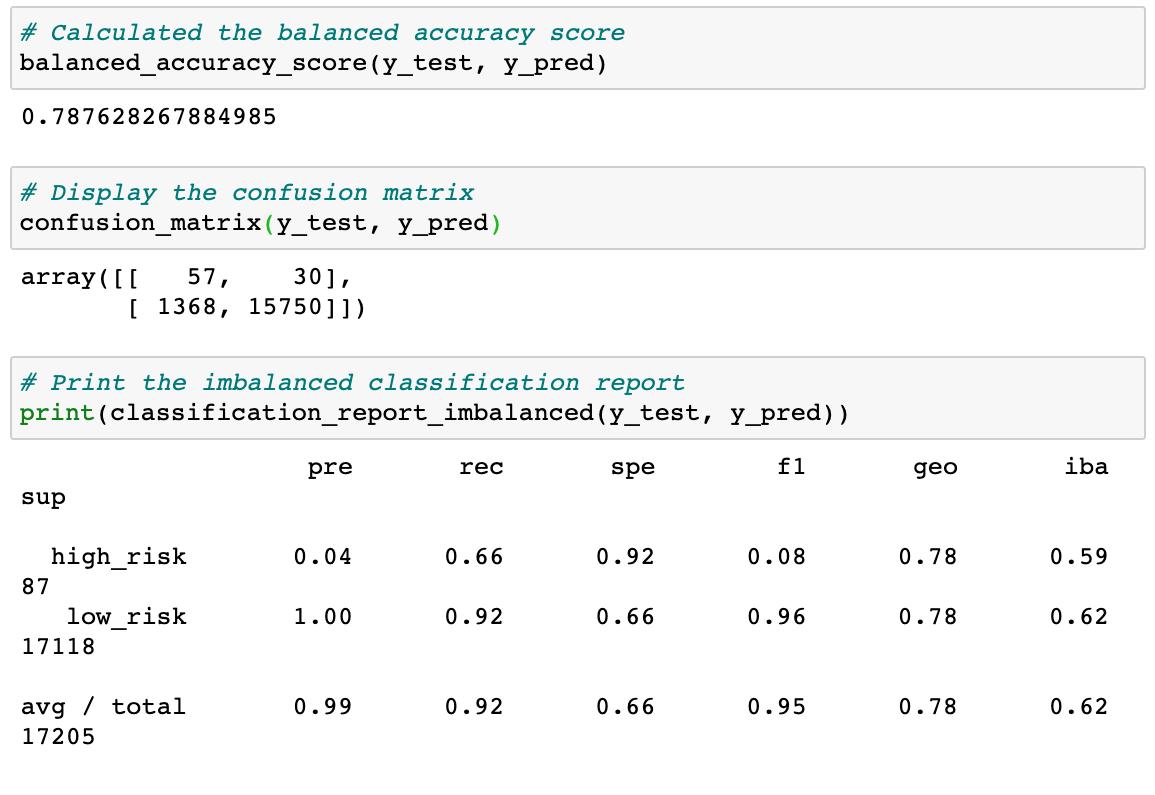 # Calculated the balanced accuracy score
balanced_accuracy_score(y_test, y_pred)
0.787628267884985
# Display the confusion matrix
confusion_matrix(y_test, y_pred)
array([[   57,    30],
       [ 1368, 15750]])
# Print the imbalanced classification report
print(classification_report_imbalanced(y_test, y_pred))
                   pre       rec       spe        f1       geo       iba
sup
  high_risk       0.04      0.66      0.92      0.08      0.78      0.59
87
   low_risk       1.00      0.92      0.66      0.96      0.78      0.62
17118
avg / total       0.99      0.92      0.66      0.95      0.78      0.62
17205